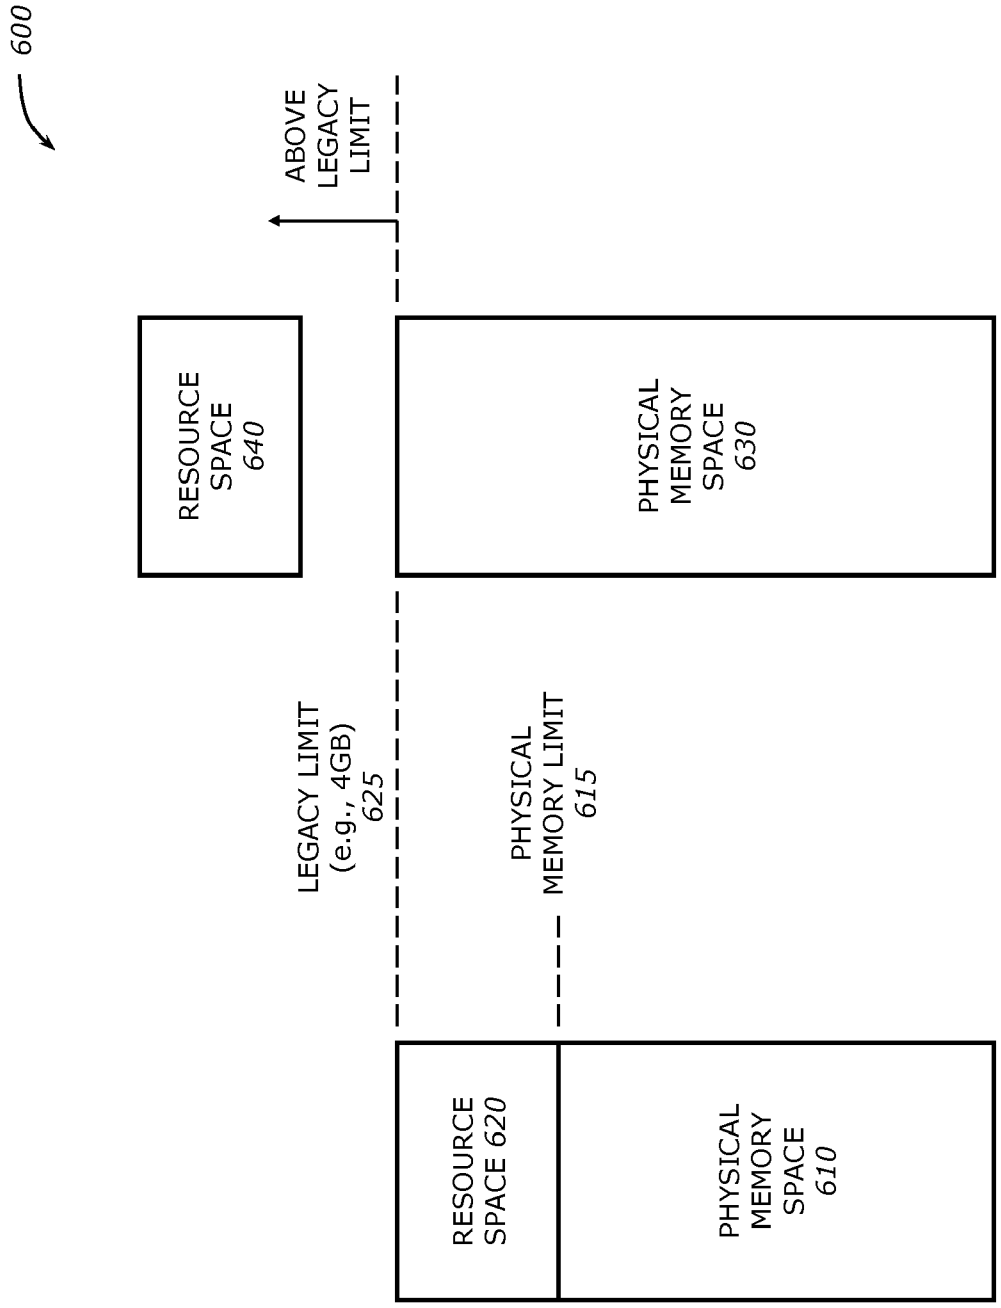 600
ABOVE
LEGACY
LIMIT
RESOURCE
SPACE
640
PHYSICAL
MEMORY
SPACE
630
LEGACY LIMIT
(e.g., 4GB)
625
PHYSICAL
MEMORY LIMIT
615
RESOURCE
SPACE 620
PHYSICAL
MEMORY
SPACE
610